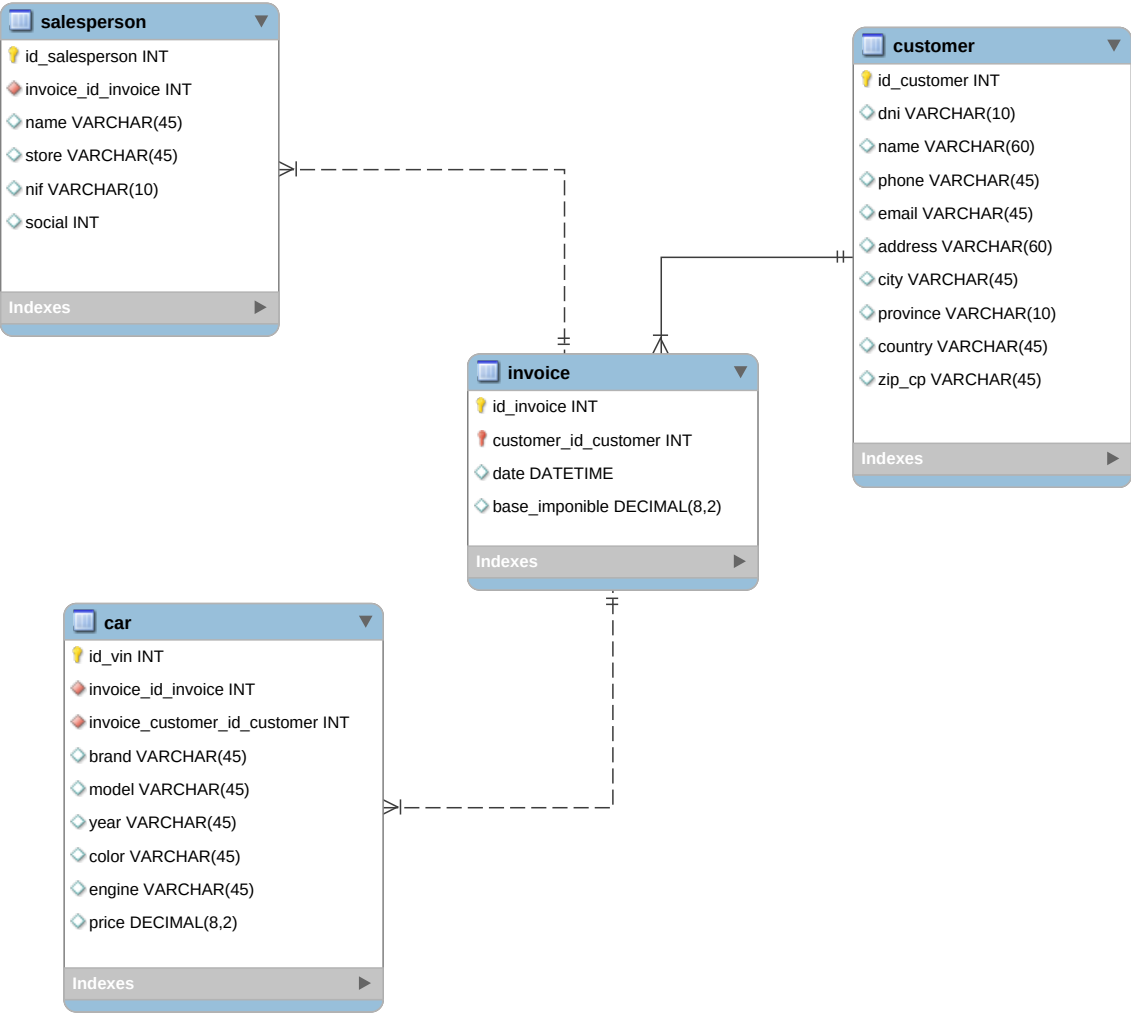 salesperson
id_salesperson INT
invoice_id_invoice INT
name VARCHAR(45)
store VARCHAR(45)
nif VARCHAR(10)
social INT
Indexes
customer
id_customer INT
dni VARCHAR(10)
name VARCHAR(60)
phone VARCHAR(45)
email VARCHAR(45)
address VARCHAR(60)
city VARCHAR(45)
province VARCHAR(10)
country VARCHAR(45)
zip_cp VARCHAR(45)
Indexes
invoice
id_invoice INT
customer_id_customer INT
date DATETIME
base_imponible DECIMAL(8,2)
Indexes
car
id_vin INT
invoice_id_invoice INT
invoice_customer_id_customer INT
brand VARCHAR(45)
model VARCHAR(45)
year VARCHAR(45)
color VARCHAR(45)
engine VARCHAR(45)
price DECIMAL(8,2)
Indexes